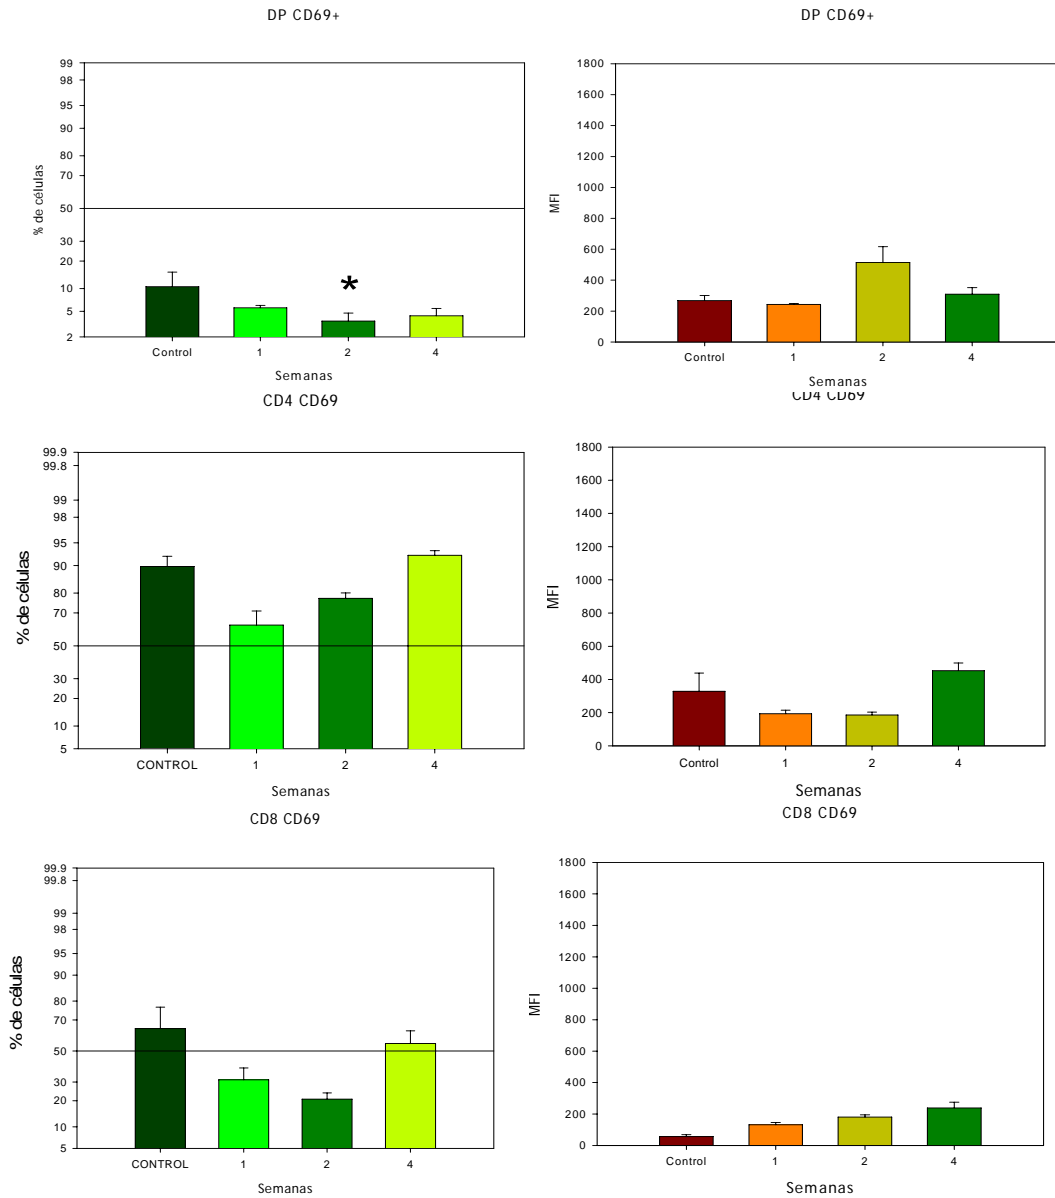 DP CD69+
99
98
95
90
80
70
50
30
20
10
5
2
% de células
*
Control 1 2 4
Semanas
DP CD69+
1800
1600
1400
1200
1000
800
600
400
200
0
MFI
Control 1 2 4
Semanas
CD4 CD69
99.9
99.8
99
98
95
90
80
70
50
30
20
10
5
% de células
CONTROL 1 2 4
Semanas
CD4 CD69
1800
1600
1400
1200
1000
800
600
400
200
0
MFI
Control 1 2 4
Semanas
CD8 CD69
99.9
99.8
99
98
95
90
80
70
50
30
20
10
5
% de células
CONTROL 1 2 4
Semanas
CD8 CD69
1800
1600
1400
1200
1000
800
600
400
200
0
MFI
Control 1 2 4
Semanas